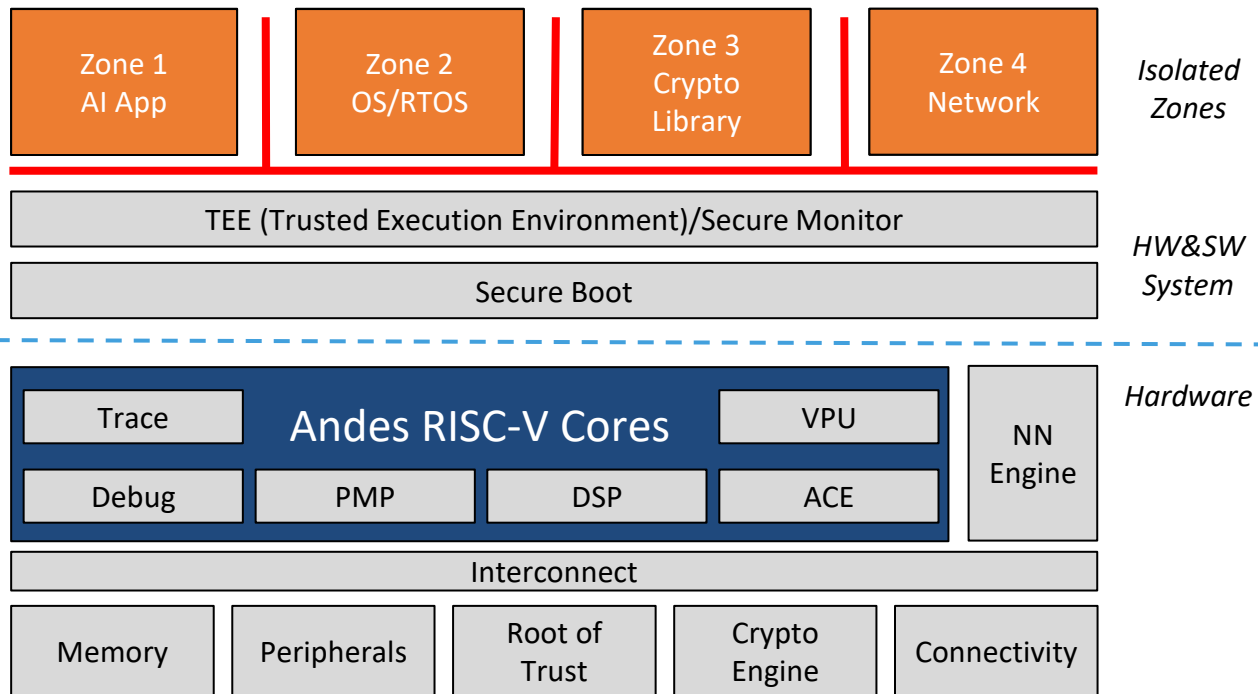 Zone 1
AI App
Zone 2
OS/RTOS
Zone 3
Crypto
Library
Zone 4
Network
Isolated
Zones
TEE (Trusted Execution Environment)/Secure Monitor
Secure Boot
HW&SW
System
Hardware
Trace
Andes RISC-V Cores
VPU
Debug
PMP
DSP
ACE
NN
Engine
Interconnect
Memory
Peripherals
Root of
Trust
Crypto
Engine
Connectivity